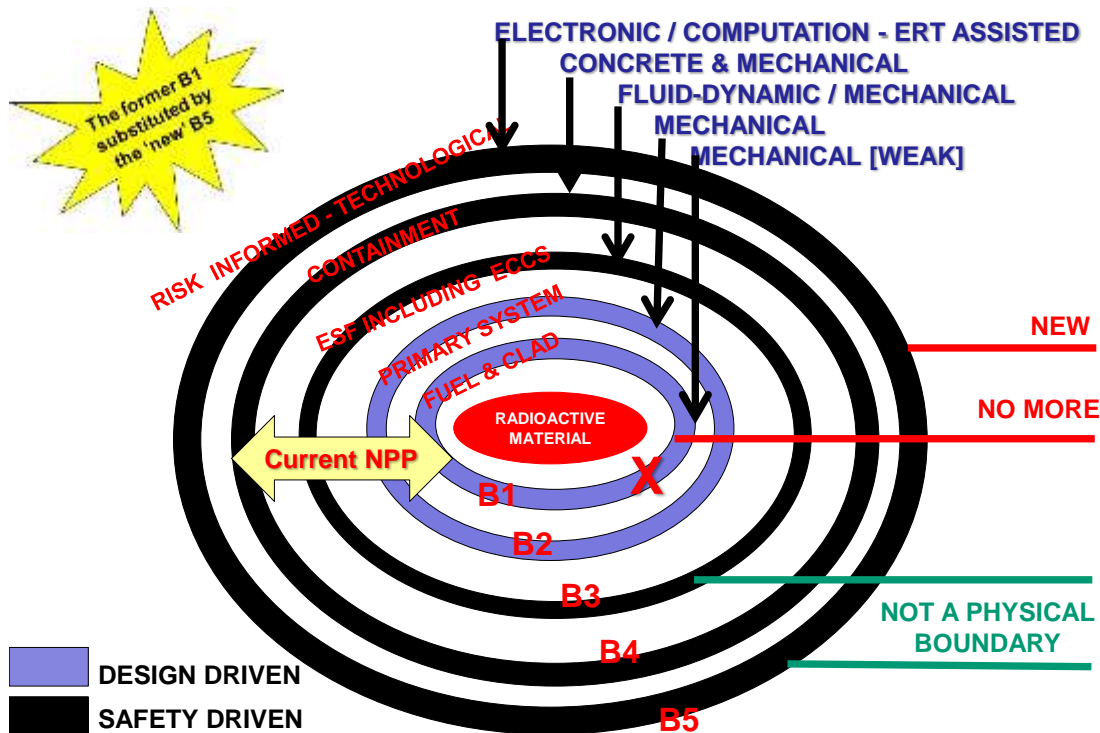 The former B1
substituted by
the 'new' B5
ELECTRONIC / COMPUTATION - ERT ASSISTED
CONCRETE & MECHANICAL
FLUID-DYNAMIC / MECHANICAL
MECHANICAL
MECHANICAL [WEAK]
RISK INFORMED - TECHNOLOGICAL
CONTAINMENT
ESF INCLUDING ECCS
PRIMARY SYSTEM
FUEL & CLAD
RADIOACTIVE
MATERIAL
NEW
NO MORE
Current NPP
X
B1
B2
B3
B4
B5
NOT A PHYSICAL
BOUNDARY
DESIGN DRIVEN
SAFETY DRIVEN